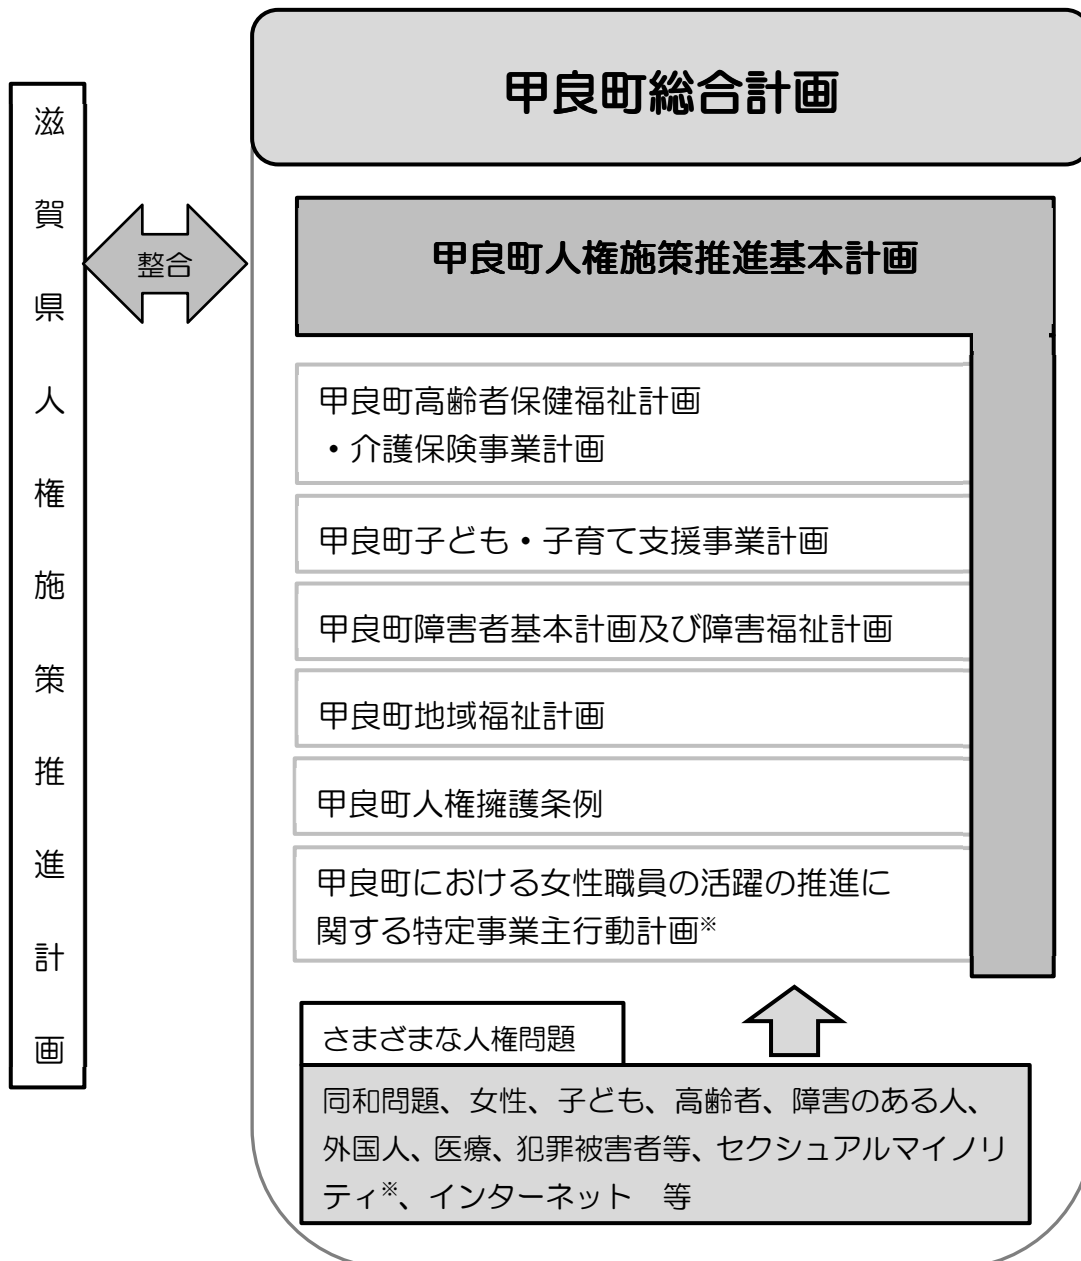 甲良町総合計画
滋賀県人権施策推進計画
整合
甲良町人権施策推進基本計画
甲良町高齢者保健福祉計画
・介護保険事業計画
甲良町子ども・子育て支援事業計画
甲良町障害者基本計画及び障害福祉計画
甲良町地域福祉計画
甲良町人権擁護条例
甲良町における女性職員の活躍の推進に
関する特定事業主行動計画※
さまざまな人権問題
同和問題、女性、子ども、高齢者、障害のある人、
外国人、医療、犯罪被害者等、セクシュアルマイノリ
ティ※、インターネット　等